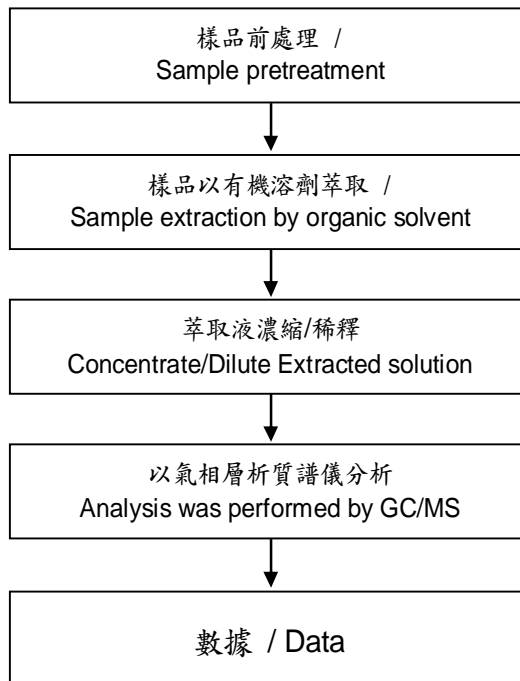 樣品前處理 /
Sample pretreatment
樣品以有機溶劑萃取 /
Sample extraction by organic solvent
萃取液濃縮/稀釋
Concentrate/Dilute Extracted solution
以氣相層析質譜儀分析
Analysis was performed by GC/MS
數據 / Data